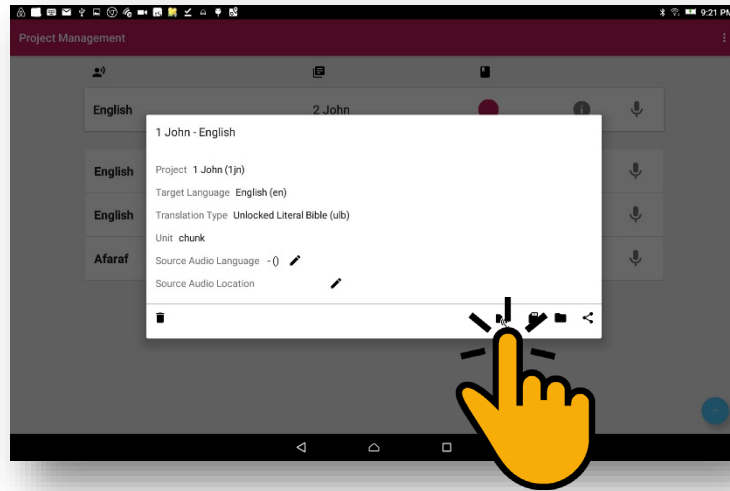 9:21 PM
Project Management
English 2 John
English
English
Afaraf
1 John - English
Project 1 John (1jn)
Target Language English (en)
Translation Type Unlocked Literal Bible (ulb)
Unit chunk
Source Audio Language - ()
Source Audio Location